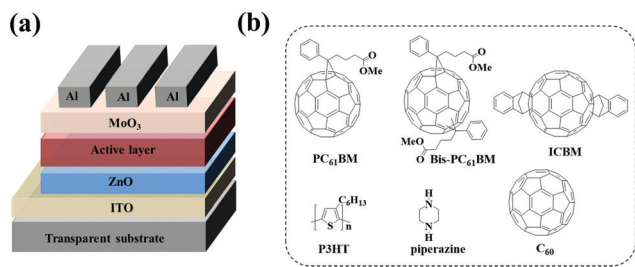 (a)
Al Al Al
MoO3
Active layer
ZnO
ITO
Transparent substrate
(b)
O
OMe
PC61BM
O
OMe
MeO
O
Bis-PC61BM
ICBM
C6H13
S
n
P3HT
H
N
N
H
piperazine
C60